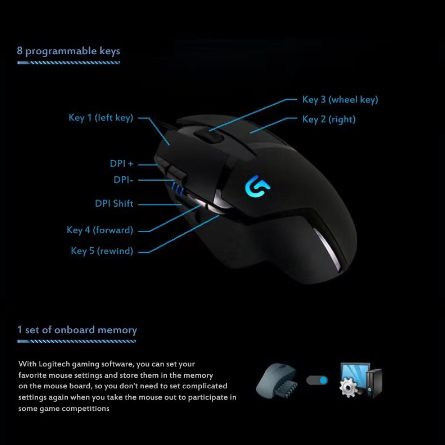 8 programmable keys
Key 3 (wheel key)
Key 1 (left key)
Key 2 (right)
DPI +
DPI-
DPI Shift
Key 4 (forward)
Key 5 (rewind)
1 set of onboard memory
With Logitech gaming software, you can set your
favorite mouse settings and store them in the memory
on the mouse board, so you don't need to set complicated
settings again when you take the mouse out to participate in
some game competitions